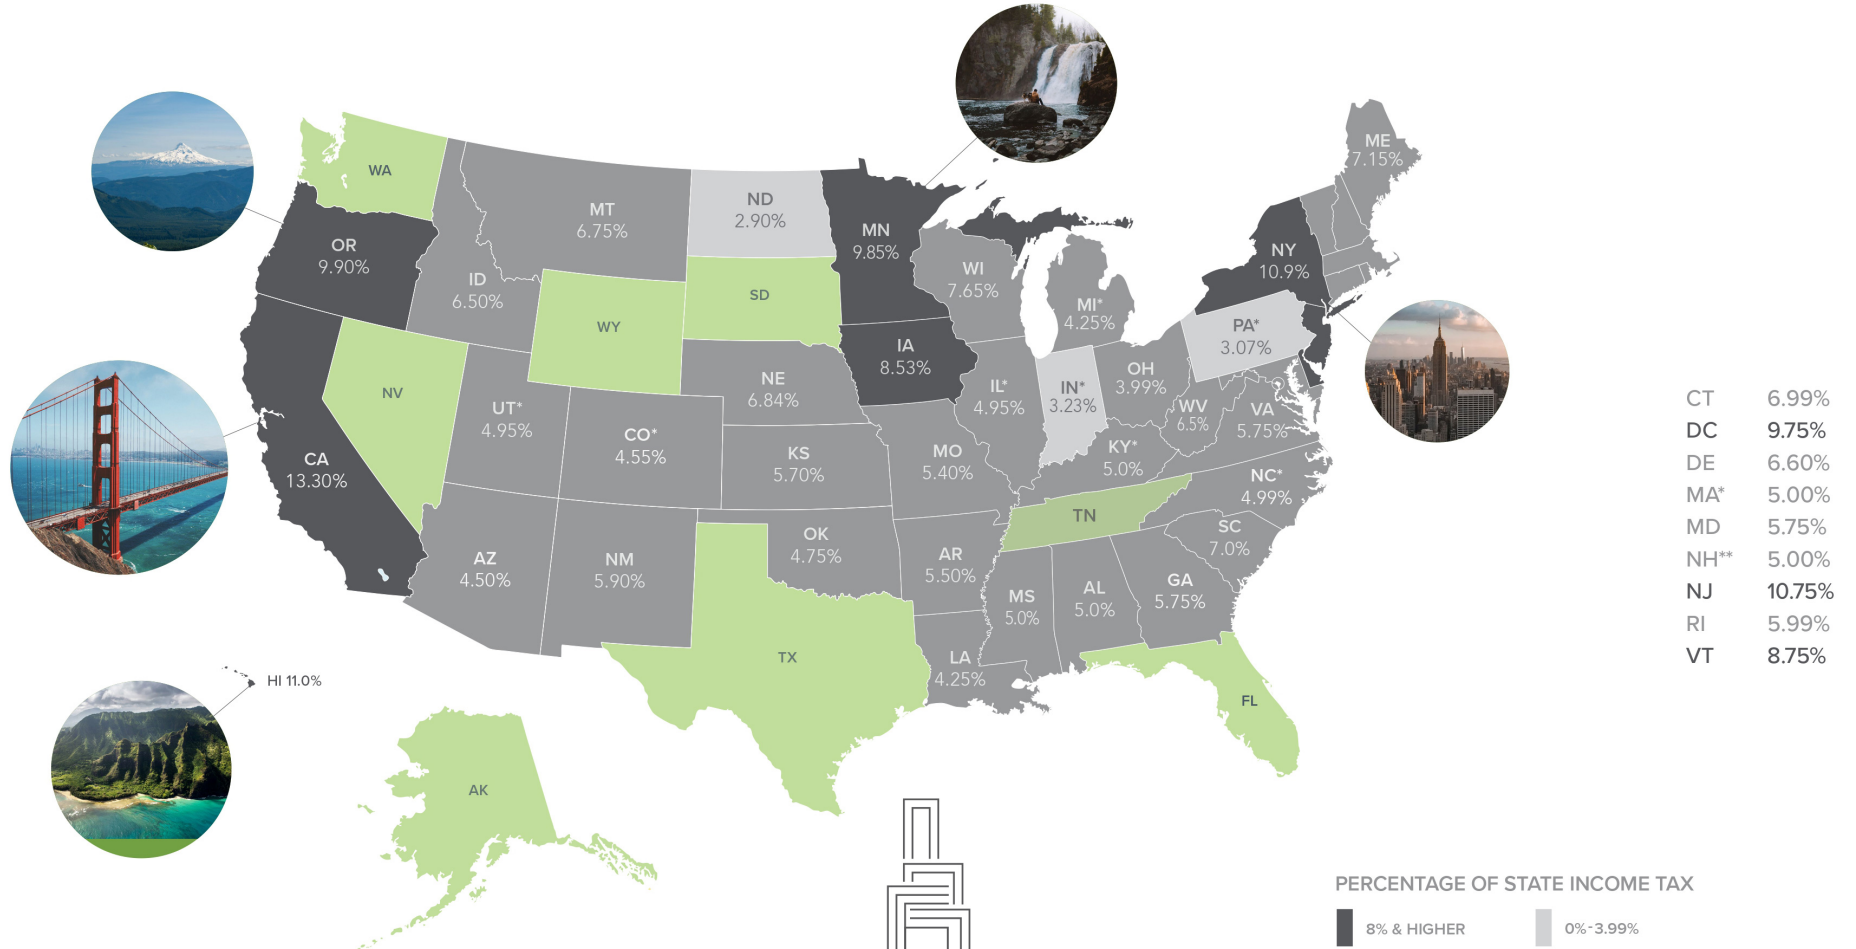 WA
OR
9.90%
CA
13.30%
NV
ID
6.50%
MT
6.75%
WY
UT*
4.95%
CO*
4.55%
AZ
4.50%
NM
5.90%
ND
2.90%
SD
NE
6.84%
KS
5.70%
OK
4.75%
TX
MN
9.85%
IA
8.53%
MO
5.40%
AR
5.50%
LA
4.25%
WI
7.65%
IL*
4.95%
MI*
4.25%
IN*
3.23%
OH
3.99%
KY*
5.0%
TN
MS
5.0%
AL
5.0%
GA
5.75%
FL
SC
7.0%
NC*
4.99%
VA
5.75%
WV
6.5%
PA*
3.07%
NY
10.9%
ME
7.15%
HI 11.0%
AK
CT 6.99%
DC 9.75%
DE 6.60%
MA* 5.00%
MD 5.75%
NH** 5.00%
NJ 10.75%
RI 5.99%
VT 8.75%
PERCENTAGE OF STATE INCOME TAX
8% & HIGHER
0%-3.99%